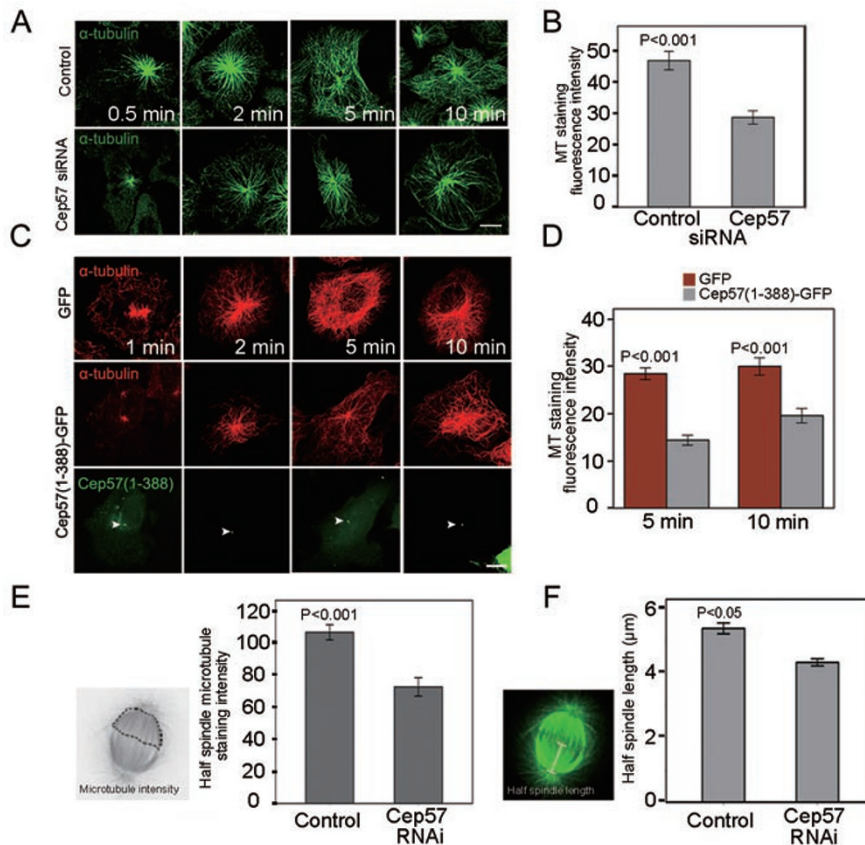 A
α-tubulin
Control
0.5 min
2 min
5 min
10 min
α-tubulin
Cep57 siRNA
B
MT staining
fluorescence intensity
50
40
30
20
10
0
P<0.001
Control
Cep57
siRNA
C
α-tubulin
GFP
1 min
2 min
5 min
10 min
α-tubulin
Cep57(1-388)-GFP
Cep57(1-388)
D
GFP
Cep57(1-388)-GFP
MT staining
fluorescence intensity
40
30
20
10
0
P<0.001
P<0.001
5 min
10 min
E
Microtubule intensity
Half spindle microtubule
staining intensity
120
100
80
60
40
20
0
P<0.001
Control
Cep57
RNAi
F
Half spindle length
Half spindle length (μm)
6
4
2
0
P<0.05
Control
Cep57
RNAi